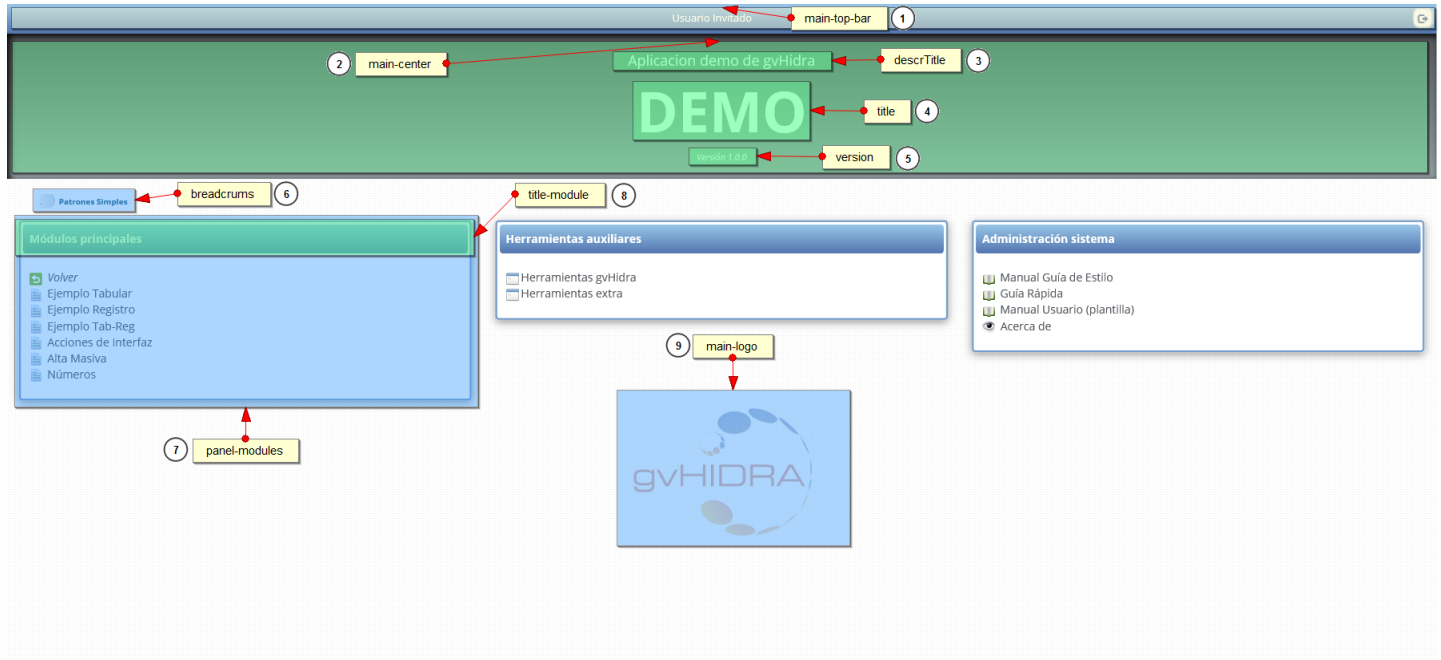 Usuario Invitado
main-top-bar
1
2
main-center
Aplicacion demo de gvHidra
descrTitle
3
DEMO
title
4
Versión 1.0.0
version
5
Patrones Simples
breadcrums
6
title-module
8
Módulos principales
Volver
Ejemplo Tabular
Ejemplo Registro
Ejemplo Tab-Reg
Acciones de Interfaz
Alta Masiva
Números
Herramientas auxiliares
Herramientas gvHidra
Herramientas extra
Administración sistema
Manual Guía de Estilo
Guía Rápida
Manual Usuario (plantilla)
Acerca de
9
main-logo
7
panel-modules
gvHIDRA